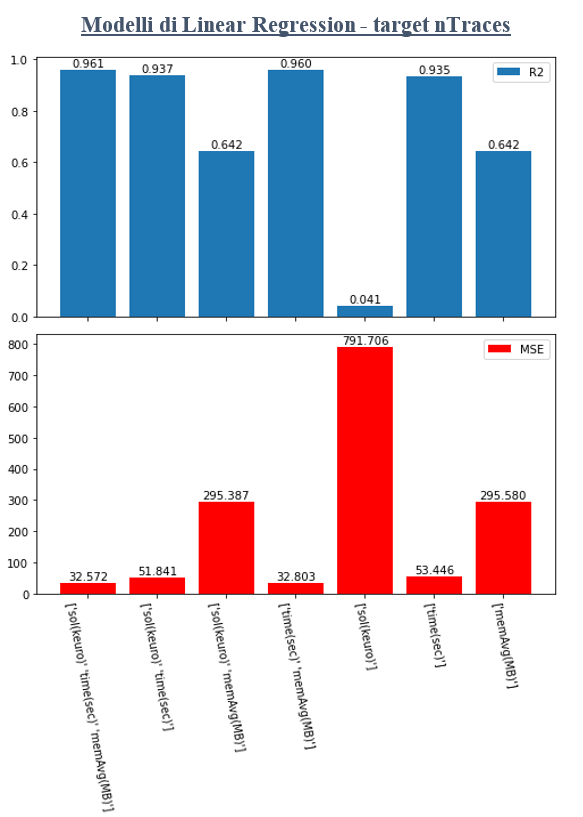 Modelli di Linear Regression - target nTraces
1.0
0.8
0.6
0.4
0.2
0.0
0.961
0.937
0.642
0.960
0.041
0.935
0.642
R2
800
700
600
500
400
300
200
100
0
32.572
51.841
295.387
32.803
791.706
53.446
295.580
MSE
['sol(keuro)' 'time(sec)' 'memAvg(MB)']
['sol(keuro)' 'time(sec)']
['sol(keuro)' 'memAvg(MB)']
['time(sec)' 'memAvg(MB)']
['sol(keuro)']
['time(sec)']
['memAvg(MB)']